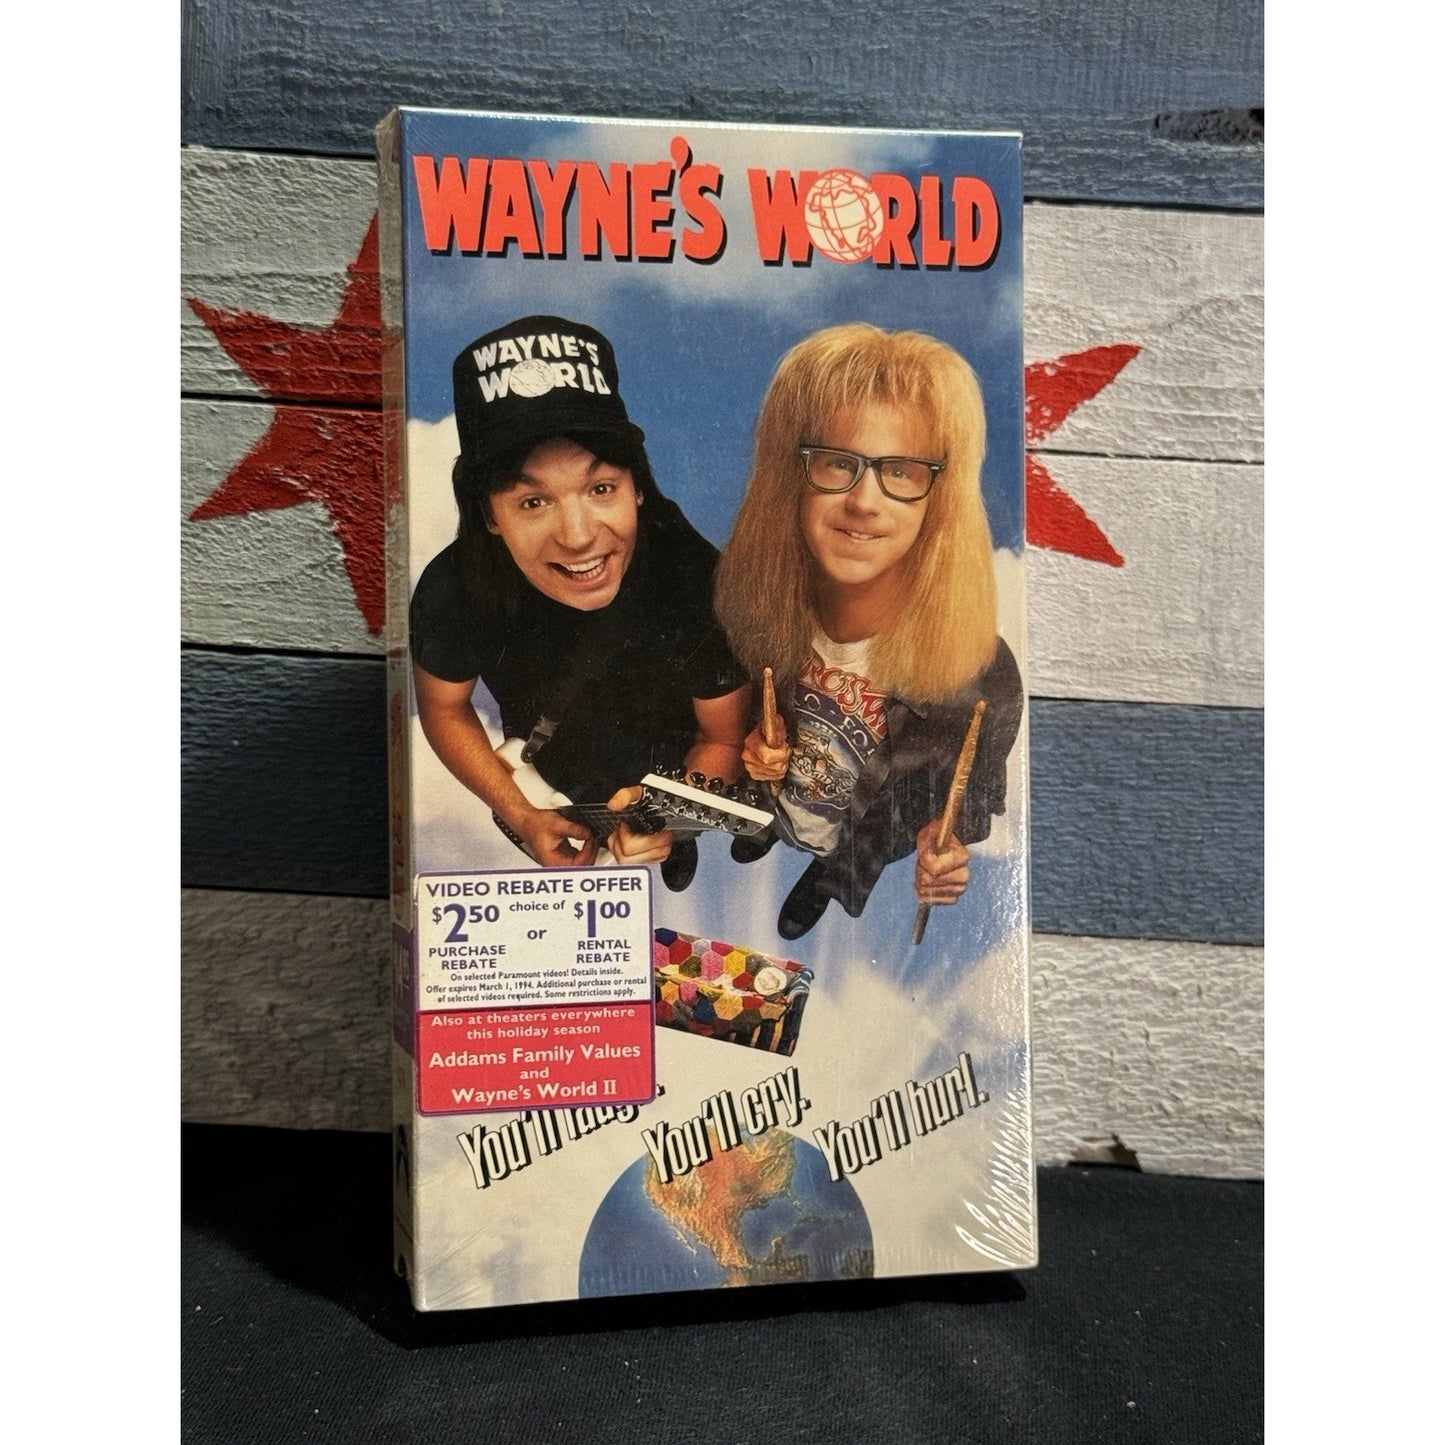 WAYNE'S WORLD
WAYNE'S
WORLD
VIDEO REBATE OFFER
$2.50 choice of $1.00
or
PURCHASE REBATE
RENTAL REBATE
On selected Paramount videos! Details inside.
Offer expires March 1, 1994. Additional purchase or rental
of selected videos required. Some restrictions apply.
Also at theaters everywhere
this holiday season
Addams Family Values
and
Wayne's World II
You'll laugh. You'll cry. You'll hurl.